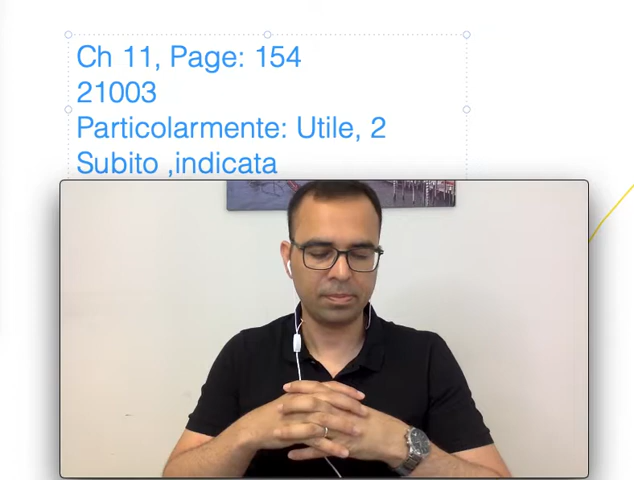 Ch 11, Page: 154
21003
Particolarmente: Utile, 2
Subito ,indicata